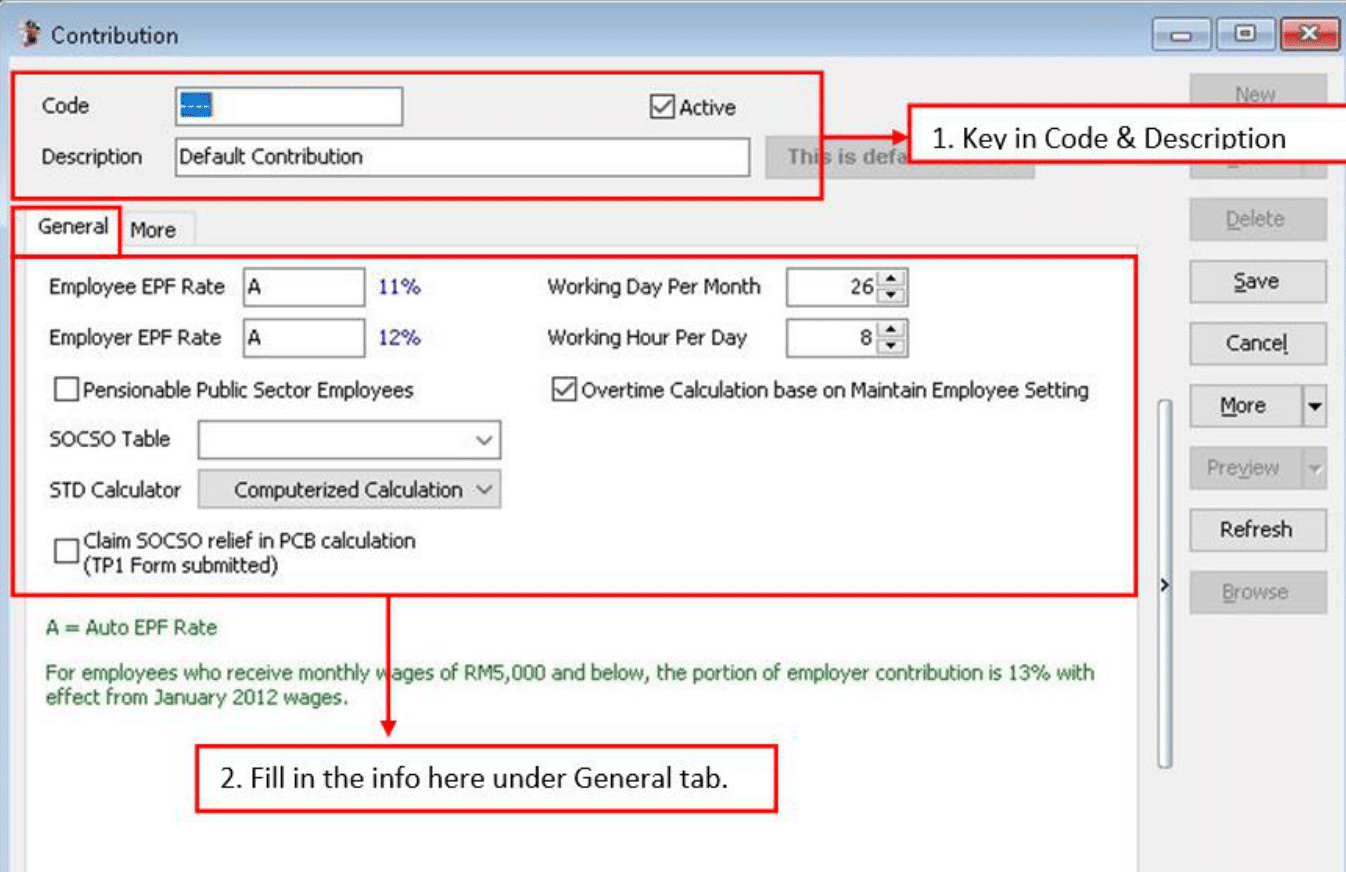 Contribution
Code
----
Active
New
1. Key in Code & Description
Description
Default Contribution
This is defa
Delete
General
More
Employee EPF Rate
A
11%
Working Day Per Month
26
Save
Employer EPF Rate
A
12%
Working Hour Per Day
8
Cancel
Pensionable Public Sector Employees
Overtime Calculation base on Maintain Employee Setting
More
SOCSO Table
STD Calculator
Computerized Calculation
Preview
Claim SOCSO relief in PCB calculation
(TP1 Form submitted)
Refresh
Browse
A = Auto EPF Rate
For employees who receive monthly wages of RM5,000 and below, the portion of employer contribution is 13% with
effect from January 2012 wages.
2. Fill in the info here under General tab.